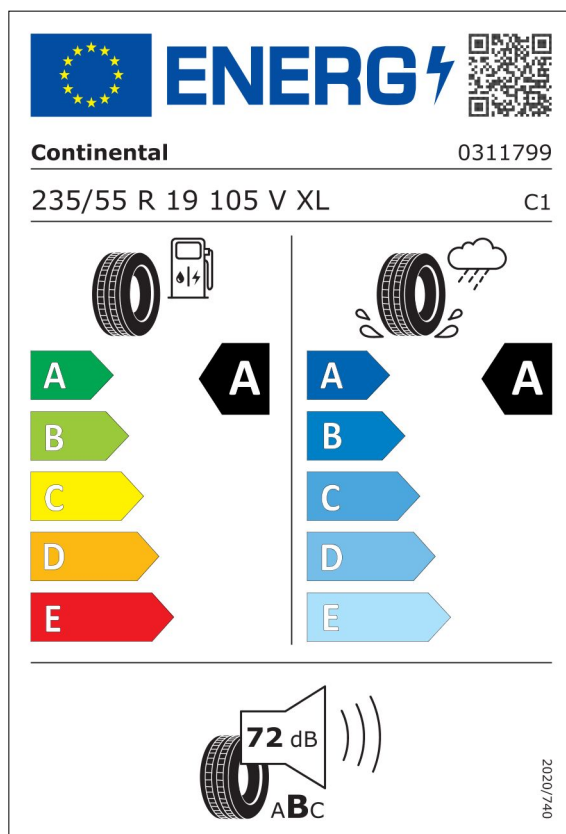 ENERG
Continental 0311799
235/55 R 19 105 V XL C1
A A
B
C
D
E
A A
B
C
D
E
72 dB
ABC
2020/740